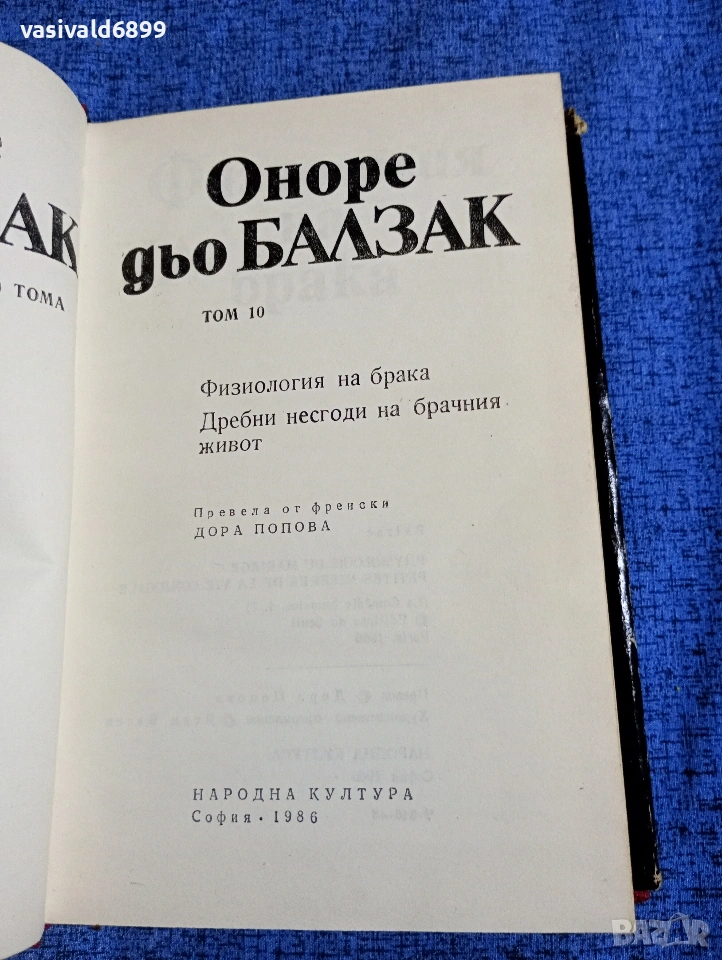 vasivald6899
АК
ТОМА
Оноре
дьо БАЛЗАК
ТОМ 10
Физиология на брака
Дребни несгоди на брачния
живот
Превела от френски
ДОРА ПОПОВА
НАРОДНА КУЛТУРА
София · 1986
BAZAR